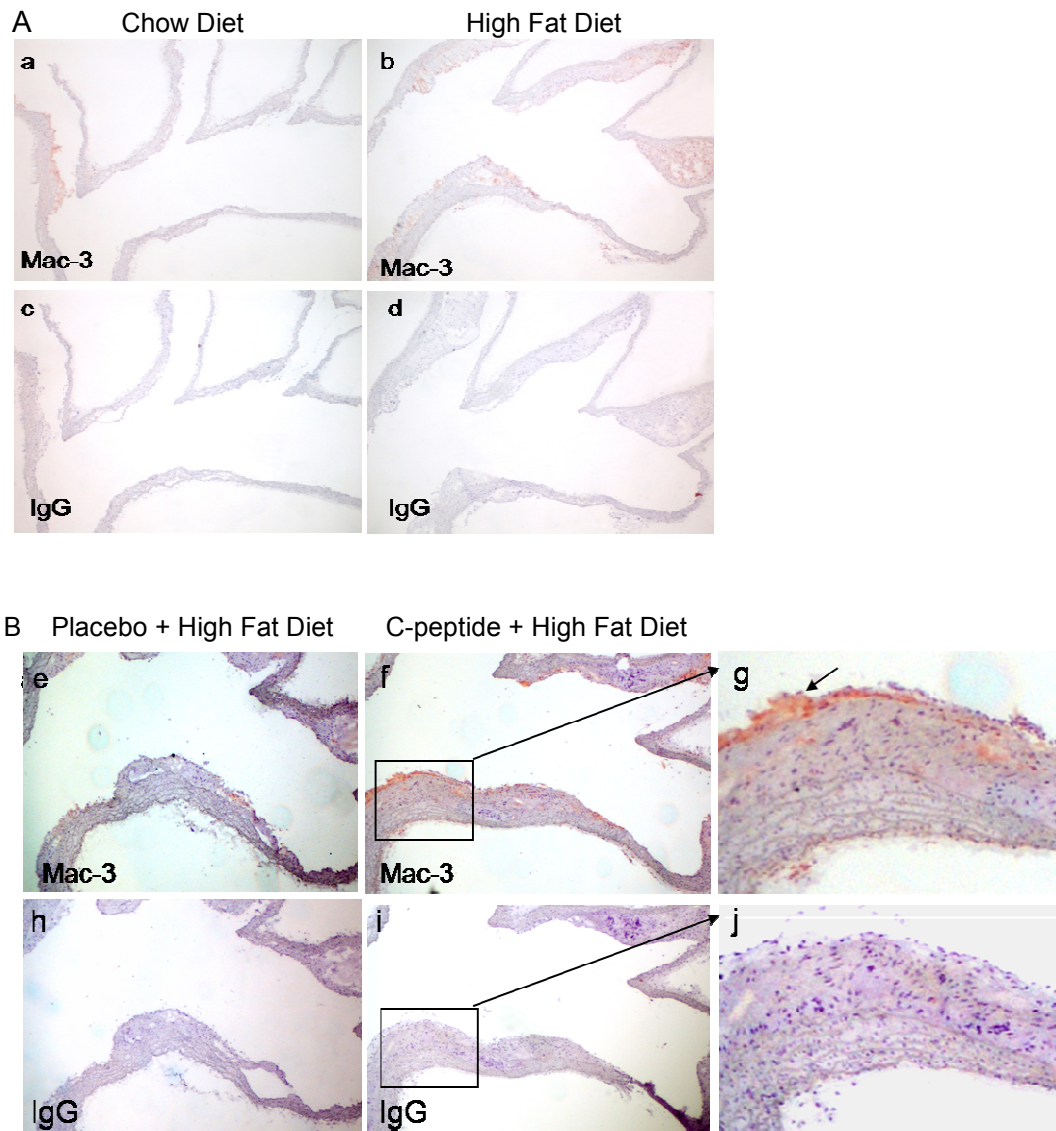 A
Chow Diet
High Fat Diet
a
b
Mac-3
Mac-3
c
d
IgG
IgG
B
Placebo + High Fat Diet
C-peptide + High Fat Diet
e
f
g
Mac-3
Mac-3
h
i
j
IgG
IgG